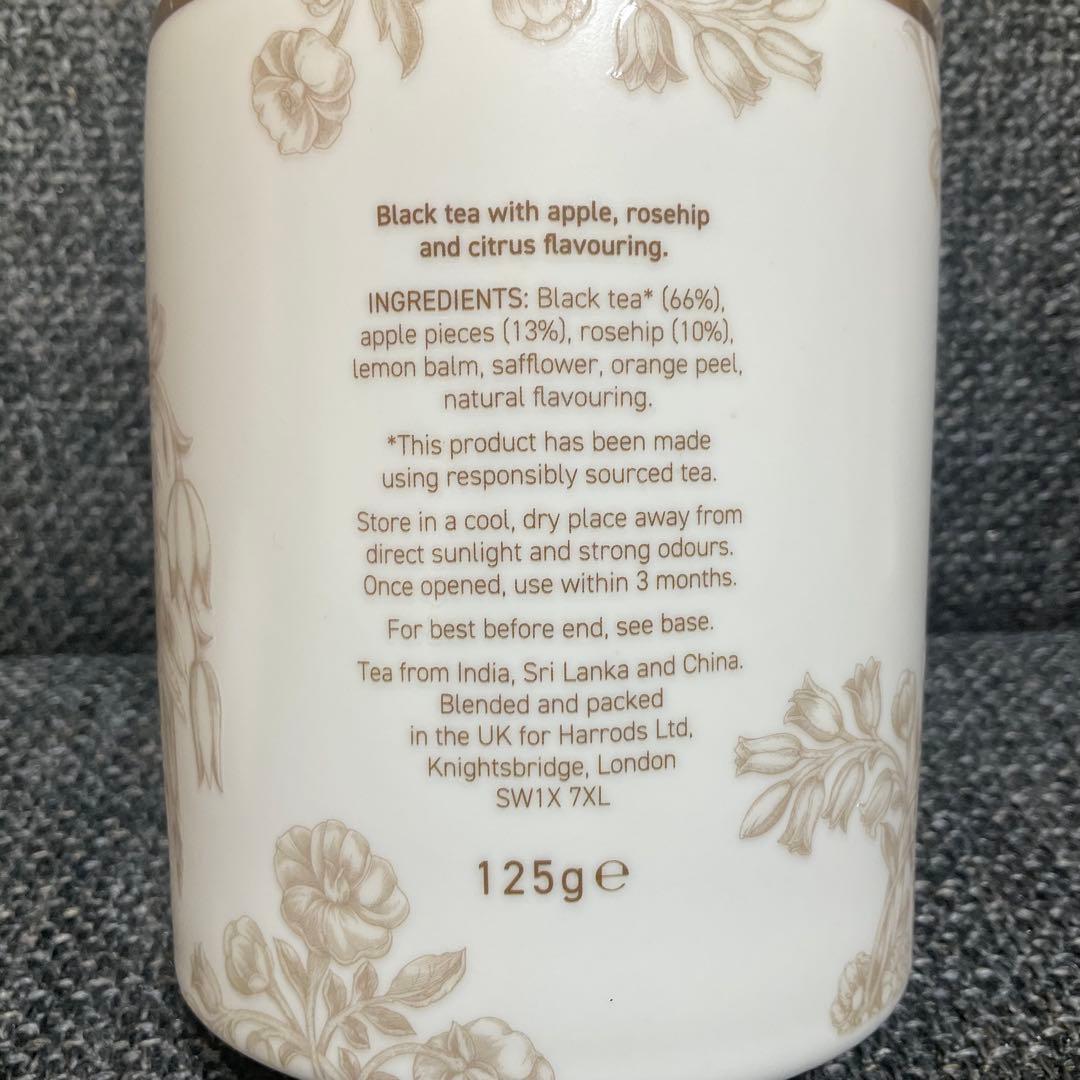 Black tea with apple, rosehip
and citrus flavouring.
INGREDIENTS: Black tea* (66%),
apple pieces (13%), rosehip (10%),
lemon balm, safflower, orange peel,
natural flavouring.
*This product has been made
using responsibly sourced tea.
Store in a cool, dry place away from
direct sunlight and strong odours.
Once opened, use within 3 months.
For best before end, see base.
Tea from India, Sri Lanka and China.
Blended and packed
in the UK for Harrods Ltd,
Knightsbridge, London
SW1X 7XL
125g ℮